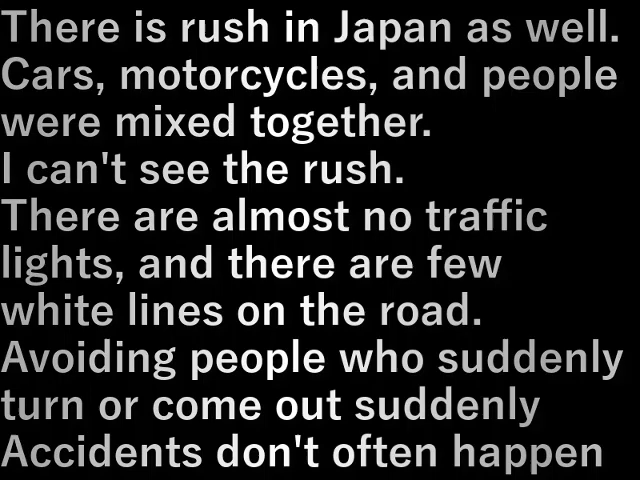 There is rush in Japan as well.
Cars, motorcycles, and people
were mixed together.
I can't see the rush.
There are almost no traffic
lights, and there are few
white lines on the road.
Avoiding people who suddenly
turn or come out suddenly
Accidents don't often happen